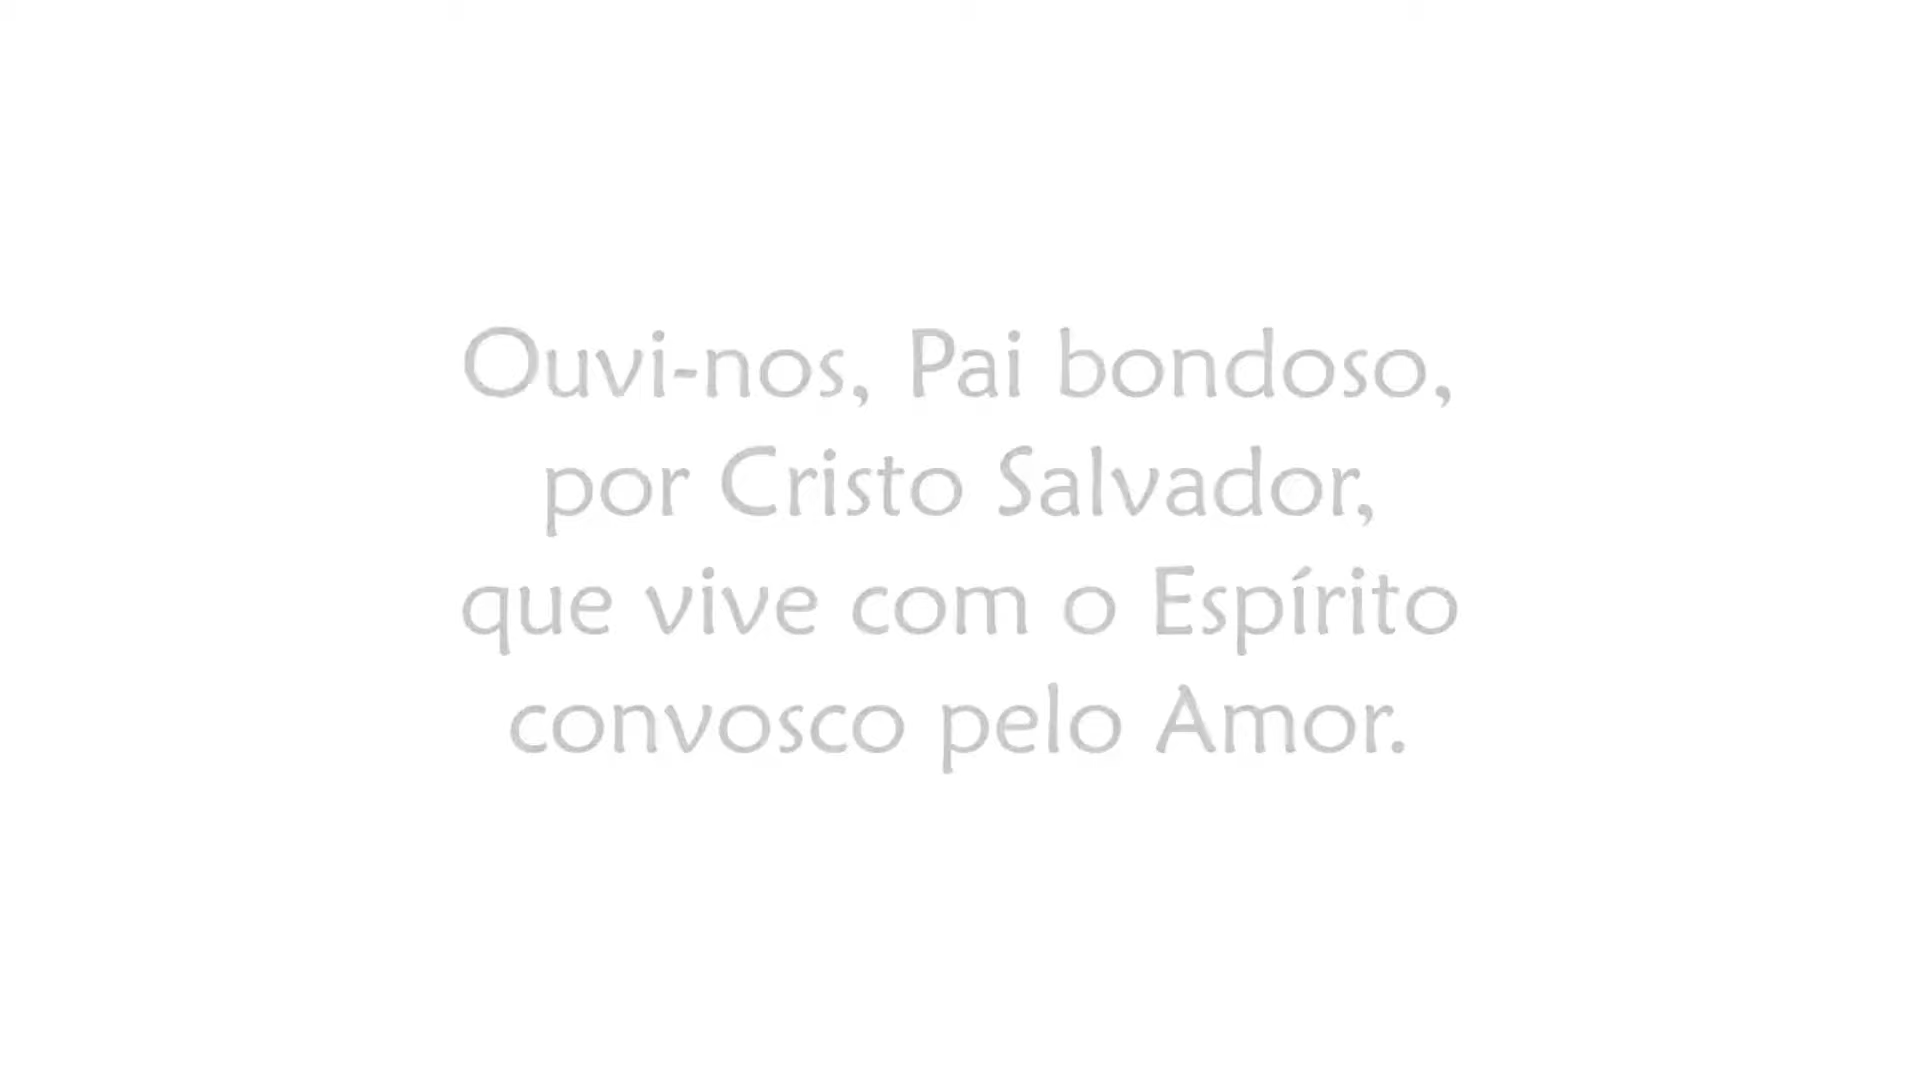 Ouvi-nos, Pai bondoso,
por Cristo Salvador,
que vive com o Espírito
convosco pelo Amor.